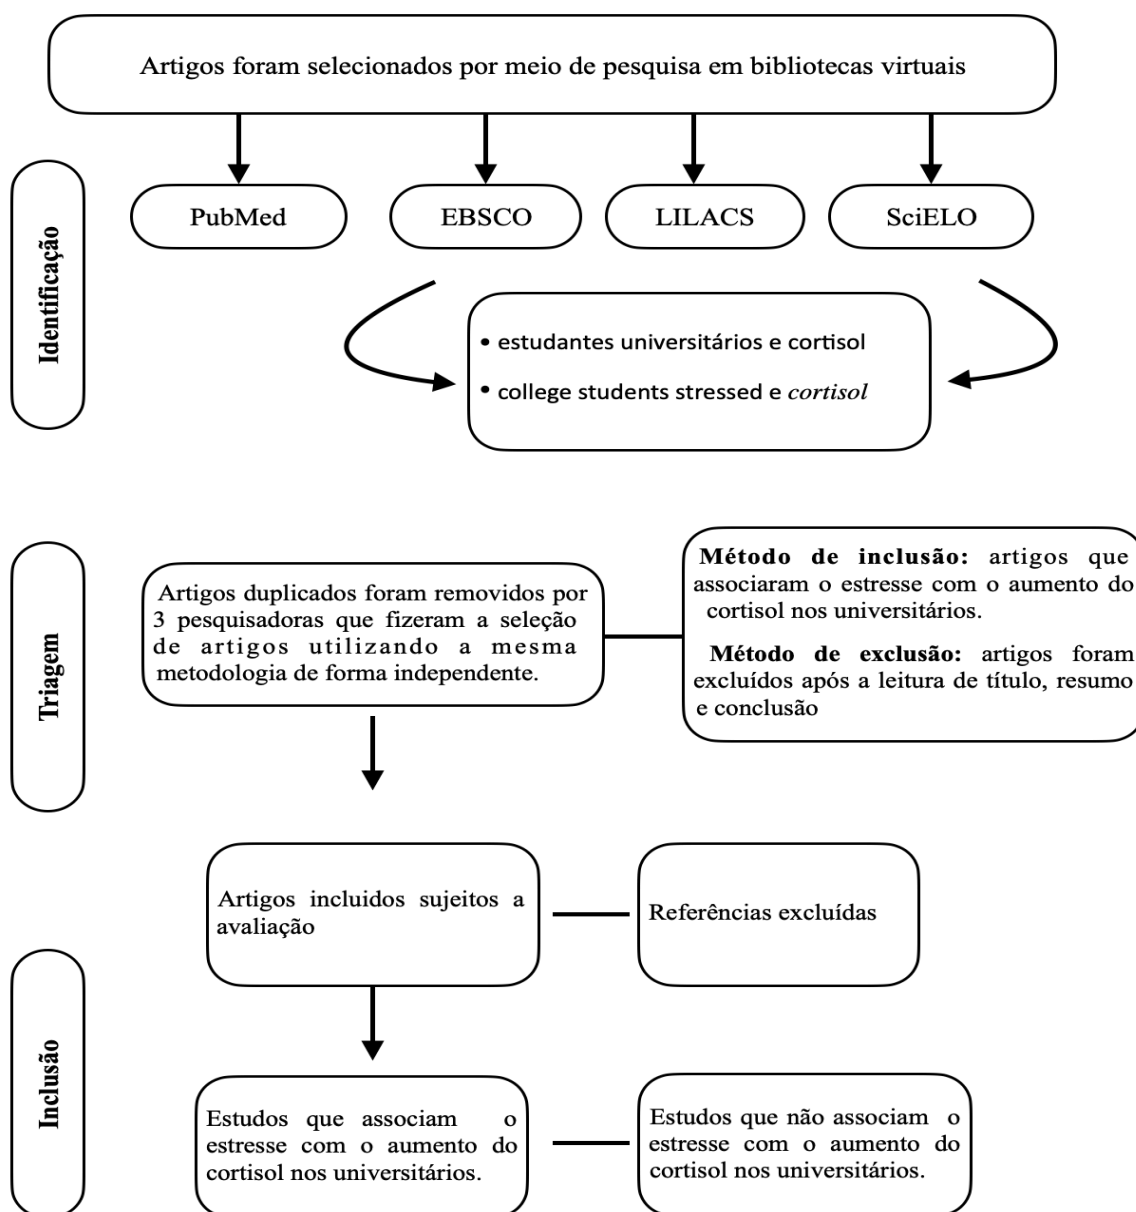 Artigos foram selecionados por meio de pesquisa em bibliotecas virtuais
Identificação
PubMed
EBSCO
LILACS
SciELO
• estudantes universitários e cortisol
• college students stressed e cortisol
Triagem
Artigos duplicados foram removidos por
3 pesquisadoras que fizeram a seleção
de artigos utilizando a mesma
metodologia de forma independente.
Método de inclusão: artigos que
associaram o estresse com o aumento do
cortisol nos universitários.
Método de exclusão: artigos foram
excluídos após a leitura de título, resumo
e conclusão
Inclusão
Artigos incluidos sujeitos a
avaliação
Referências excluídas
Estudos que associam o
estresse com o aumento do
cortisol nos universitários.
Estudos que não associam o
estresse com o aumento do
cortisol nos universitários.